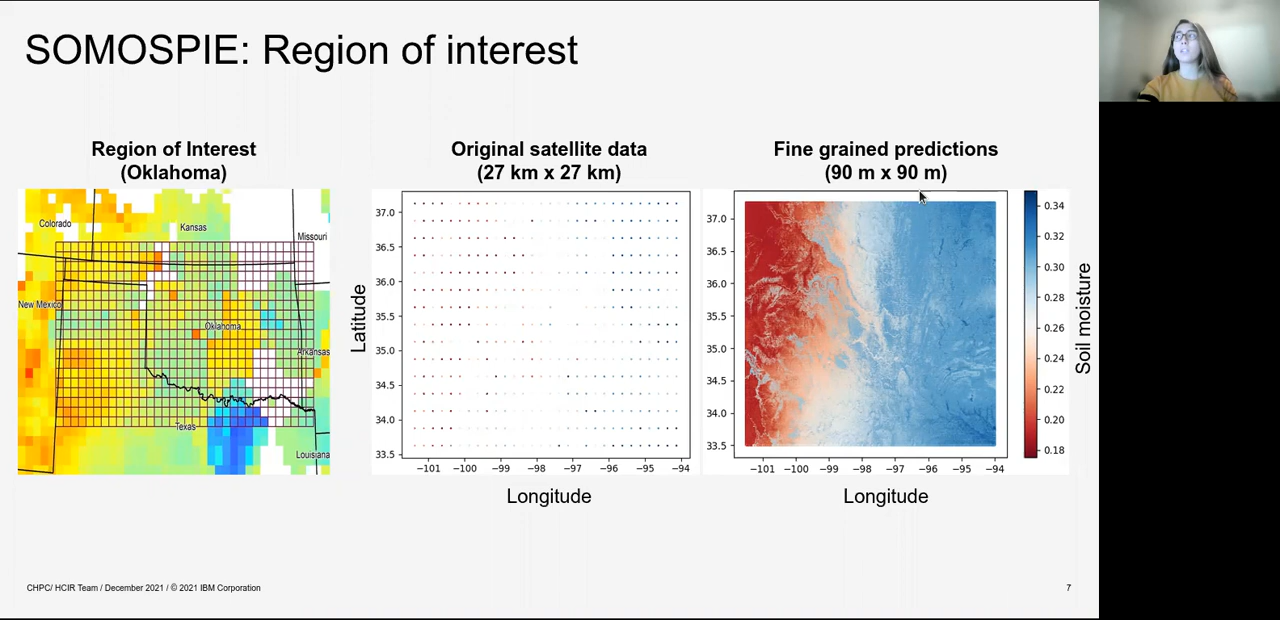 SOMOSPIE: Region of interest
Region of Interest
(Oklahoma)
Colorado
Kansas
Missouri
New Mexico
Oklahoma
Arkansas
Texas
Louisiana
Original satellite data
(27 km x 27 km)
Latitude
37.0
36.5
36.0
35.5
35.0
34.5
34.0
33.5
−101 −100 −99 −98 −97 −96 −95 −94
Longitude
Fine grained predictions
(90 m x 90 m)
37.0
36.5
36.0
35.5
35.0
34.5
34.0
33.5
−101 −100 −99 −98 −97 −96 −95 −94
Longitude
0.34
0.32
0.30
0.28
0.26
0.24
0.22
0.20
0.18
Soil moisture
CHPC/ HCIR Team / December 2021 / © 2021 IBM Corporation
7